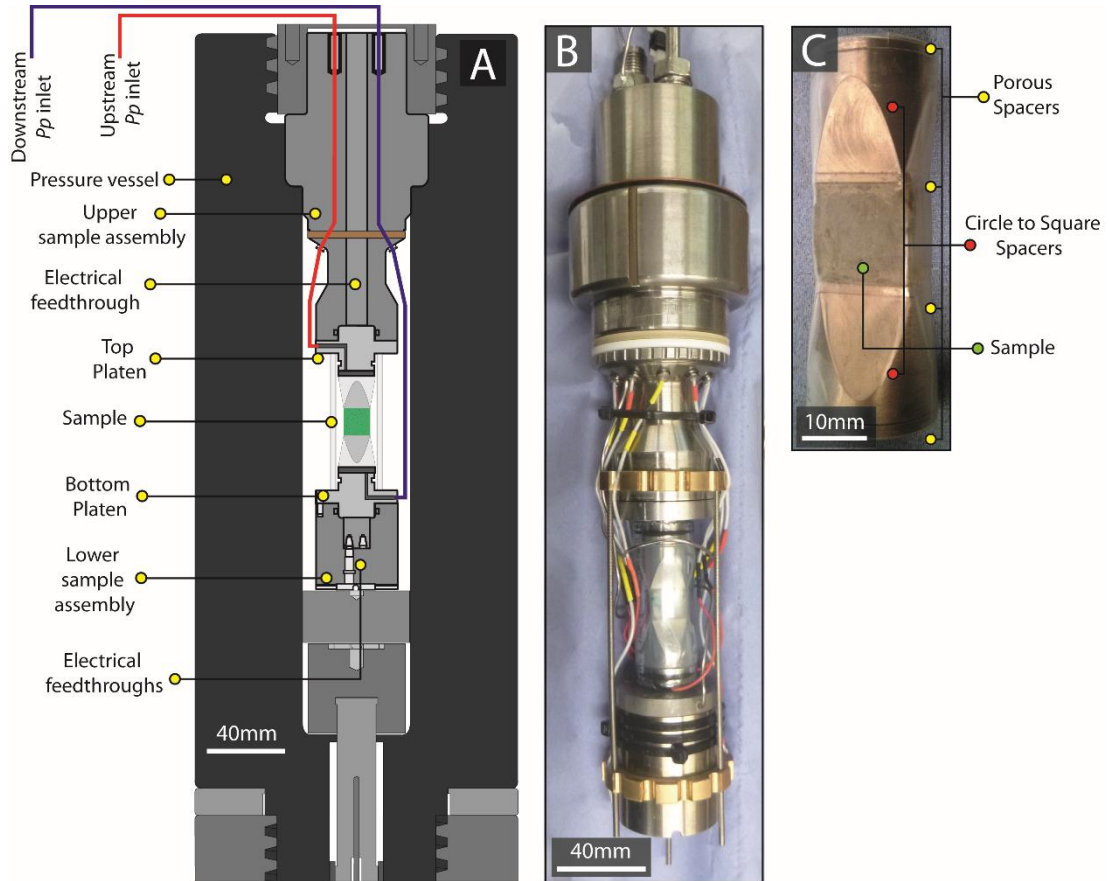 Downstream
Pp inlet
Upstream
Pp inlet
A
Pressure vessel
Upper
sample assembly
Electrical
feedthrough
Top
Platen
Sample
Bottom
Platen
Lower
sample
assembly
Electrical
feedthroughs
40mm
B
40mm
C
Porous
Spacers
Circle to Square
Spacers
Sample
10mm